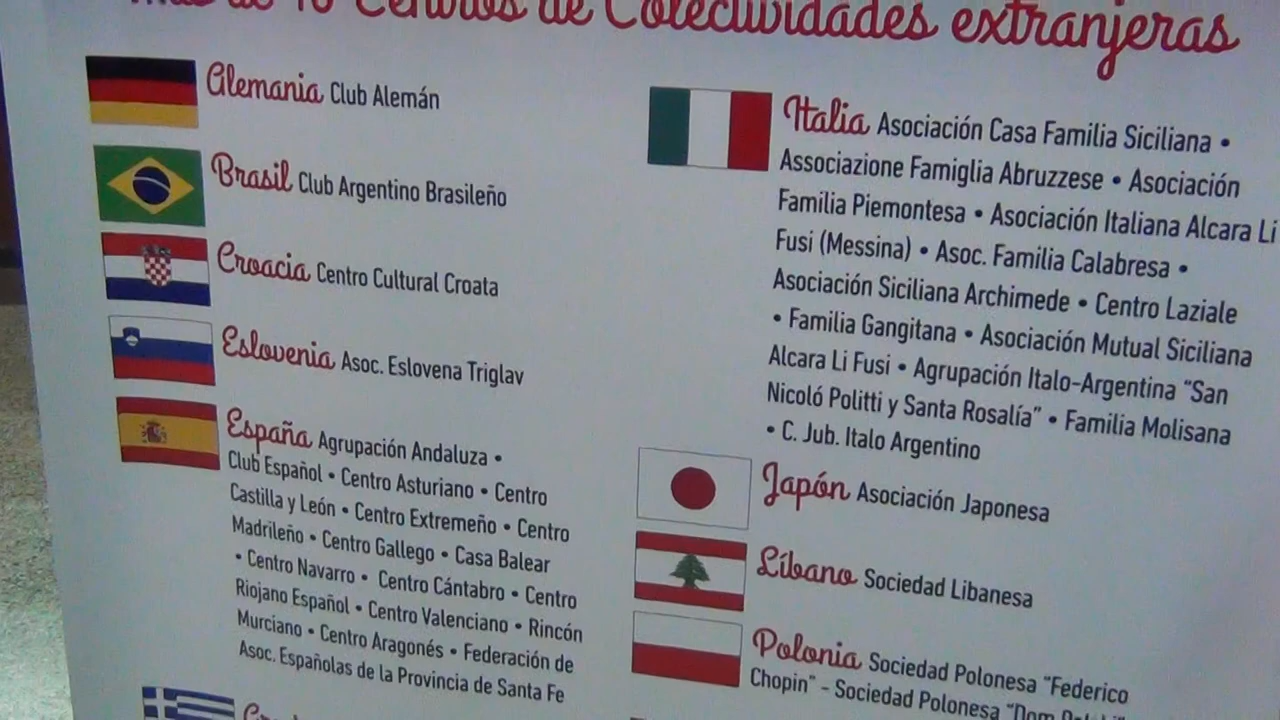 Más de 40 Centros de Colectividades extranjeras
Alemania Club Alemán
Brasil Club Argentino Brasileño
Croacia Centro Cultural Croata
Eslovenia Asoc. Eslovena Triglav
España Agrupación Andaluza •
Club Español • Centro Asturiano • Centro
Castilla y León • Centro Extremeño • Centro
Madrileño • Centro Gallego • Casa Balear
• Centro Navarro • Centro Cántabro • Centro
Riojano Español • Centro Valenciano • Rincón
Murciano • Centro Aragonés • Federación de
Asoc. Españolas de la Provincia de Santa Fe
Italia Asociación Casa Familia Siciliana •
Associazione Famiglia Abruzzese • Asociación
Familia Piemontesa • Asociación Italiana Alcara Li
Fusi (Messina) • Asoc. Familia Calabresa •
Asociación Siciliana Archimede • Centro Laziale
• Familia Gangitana • Asociación Mutual Siciliana
Alcara Li Fusi • Agrupación Italo-Argentina "San
Nicoló Politti y Santa Rosalía" • Familia Molisana
• C. Jub. Italo Argentino
Japón Asociación Japonesa
Líbano Sociedad Libanesa
Polonia Sociedad Polonesa "Federico
Chopin" - Sociedad Polonesa